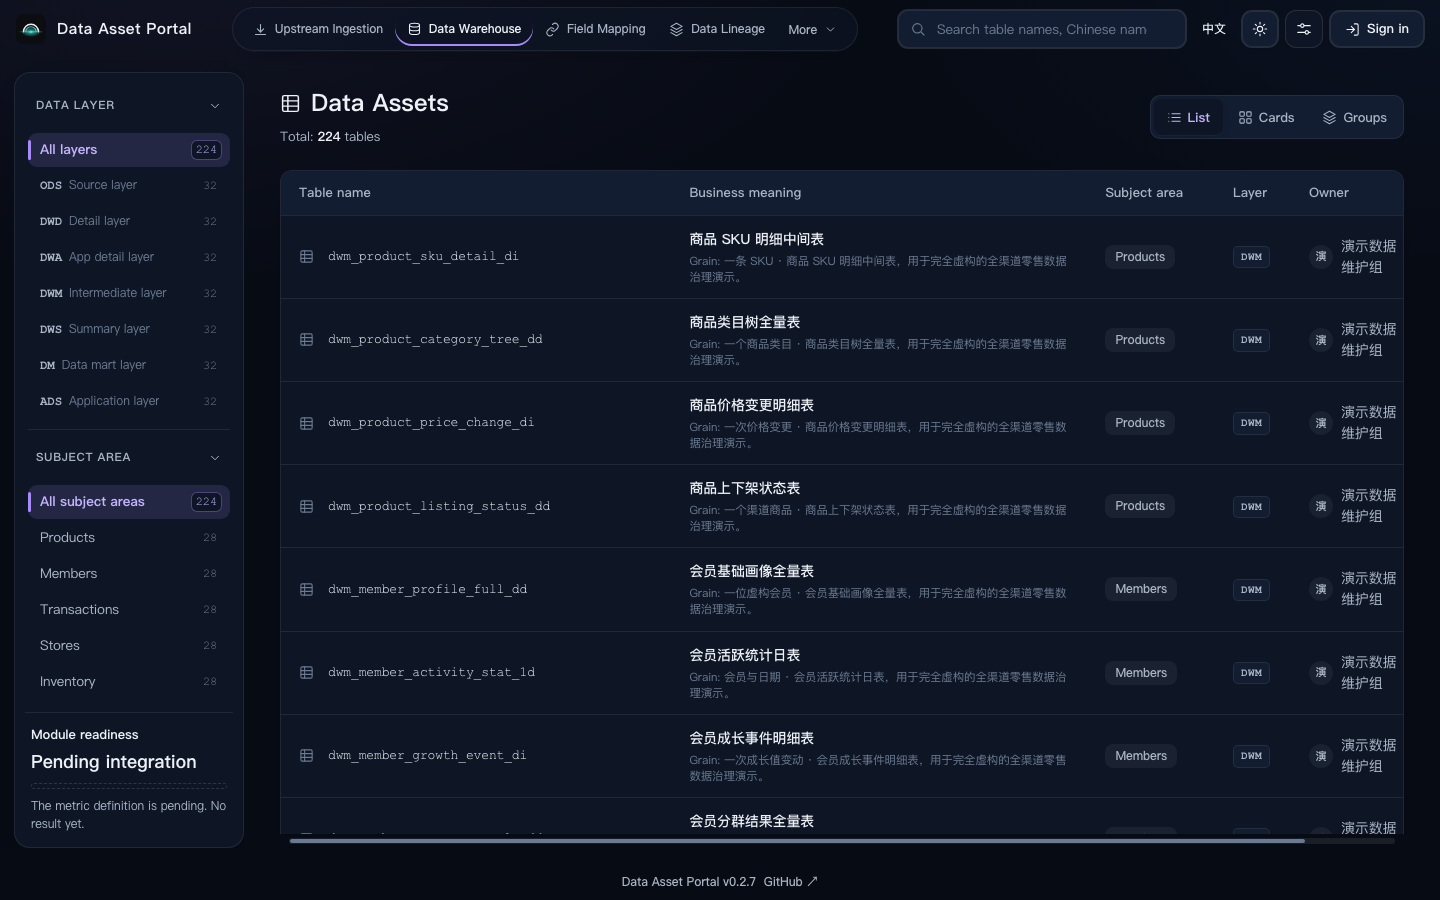 Data Asset Portal
Upstream Ingestion
Data Warehouse
Field Mapping
Data Lineage
More
Search table names, Chinese nam
中文
Sign in
DATA LAYER
All layers 224
ODS Source layer 32
DWD Detail layer 32
DWA App detail layer 32
DWM Intermediate layer 32
DWS Summary layer 32
DM Data mart layer 32
ADS Application layer 32
SUBJECT AREA
All subject areas 224
Products 28
Members 28
Transactions 28
Stores 28
Inventory 28
Module readiness
Pending integration
The metric definition is pending. No
result yet.
Data Assets
Total: 224 tables
List
Cards
Groups
Table name Business meaning Subject area Layer Owner
dwm_product_sku_detail_di
商品 SKU 明细中间表
Grain: 一条 SKU · 商品 SKU 明细中间表，用于完全虚构的全渠道零售数据
治理演示。
Products
DWM
演
演示数据
维护组
dwm_product_category_tree_dd
商品类目树全量表
Grain: 一个商品类目 · 商品类目树全量表，用于完全虚构的全渠道零售数据
治理演示。
Products
DWM
演
演示数据
维护组
dwm_product_price_change_di
商品价格变更明细表
Grain: 一次价格变更 · 商品价格变更明细表，用于完全虚构的全渠道零售数
据治理演示。
Products
DWM
演
演示数据
维护组
dwm_product_listing_status_dd
商品上下架状态表
Grain: 一个渠道商品 · 商品上下架状态表，用于完全虚构的全渠道零售数据
治理演示。
Products
DWM
演
演示数据
维护组
dwm_member_profile_full_dd
会员基础画像全量表
Grain: 一位虚构会员 · 会员基础画像全量表，用于完全虚构的全渠道零售数
据治理演示。
Members
DWM
演
演示数据
维护组
dwm_member_activity_stat_1d
会员活跃统计日表
Grain: 会员与日期 · 会员活跃统计日表，用于完全虚构的全渠道零售数据治
理演示。
Members
DWM
演
演示数据
维护组
dwm_member_growth_event_di
会员成长事件明细表
Grain: 一次成长值变动 · 会员成长事件明细表，用于完全虚构的全渠道零售
数据治理演示。
Members
DWM
演
演示数据
维护组
会员分群结果全量表
演示数据
Data Asset Portal v0.2.7 GitHub ↗